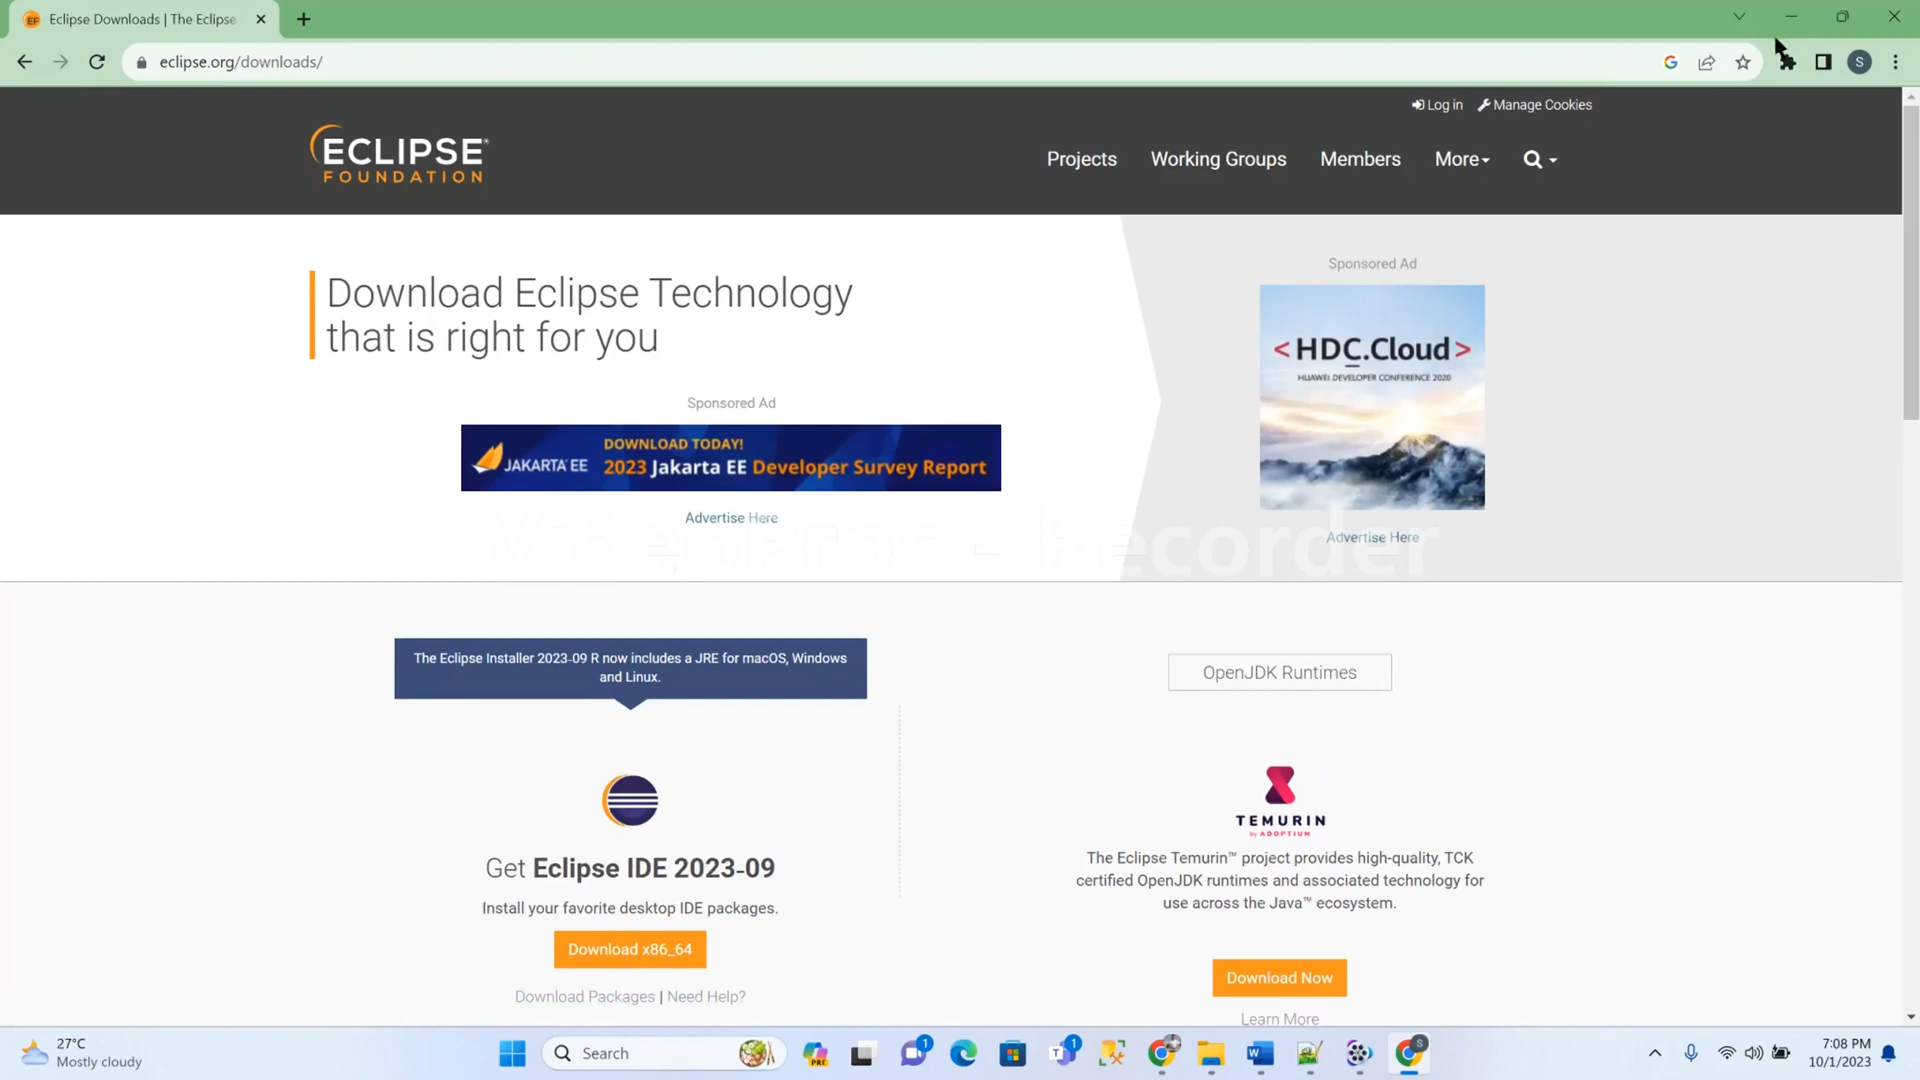 Eclipse Downloads | The Eclipse
eclipse.org/downloads/
S
Log in
Manage Cookies
ECLIPSE
FOUNDATION
Projects
Working Groups
Members
More
Download Eclipse Technology
that is right for you
Sponsored Ad
JAKARTA EE
DOWNLOAD TODAY!
2023 Jakarta EE Developer Survey Report
Advertise Here
Sponsored Ad
<HDC.Cloud>
HUAWEI DEVELOPER CONFERENCE 2020
Advertise Here
Recorder
The Eclipse Installer 2023-09 R now includes a JRE for macOS, Windows
and Linux.
Get Eclipse IDE 2023-09
Install your favorite desktop IDE packages.
Download x86_64
Download Packages | Need Help?
OpenJDK Runtimes
TEMURIN
by ADOPTIUM
The Eclipse Temurin™ project provides high-quality, TCK
certified OpenJDK runtimes and associated technology for
use across the Java™ ecosystem.
Download Now
Learn More
27°C
Mostly cloudy
Search
PRE
1
1
S
7:08 PM
10/1/2023